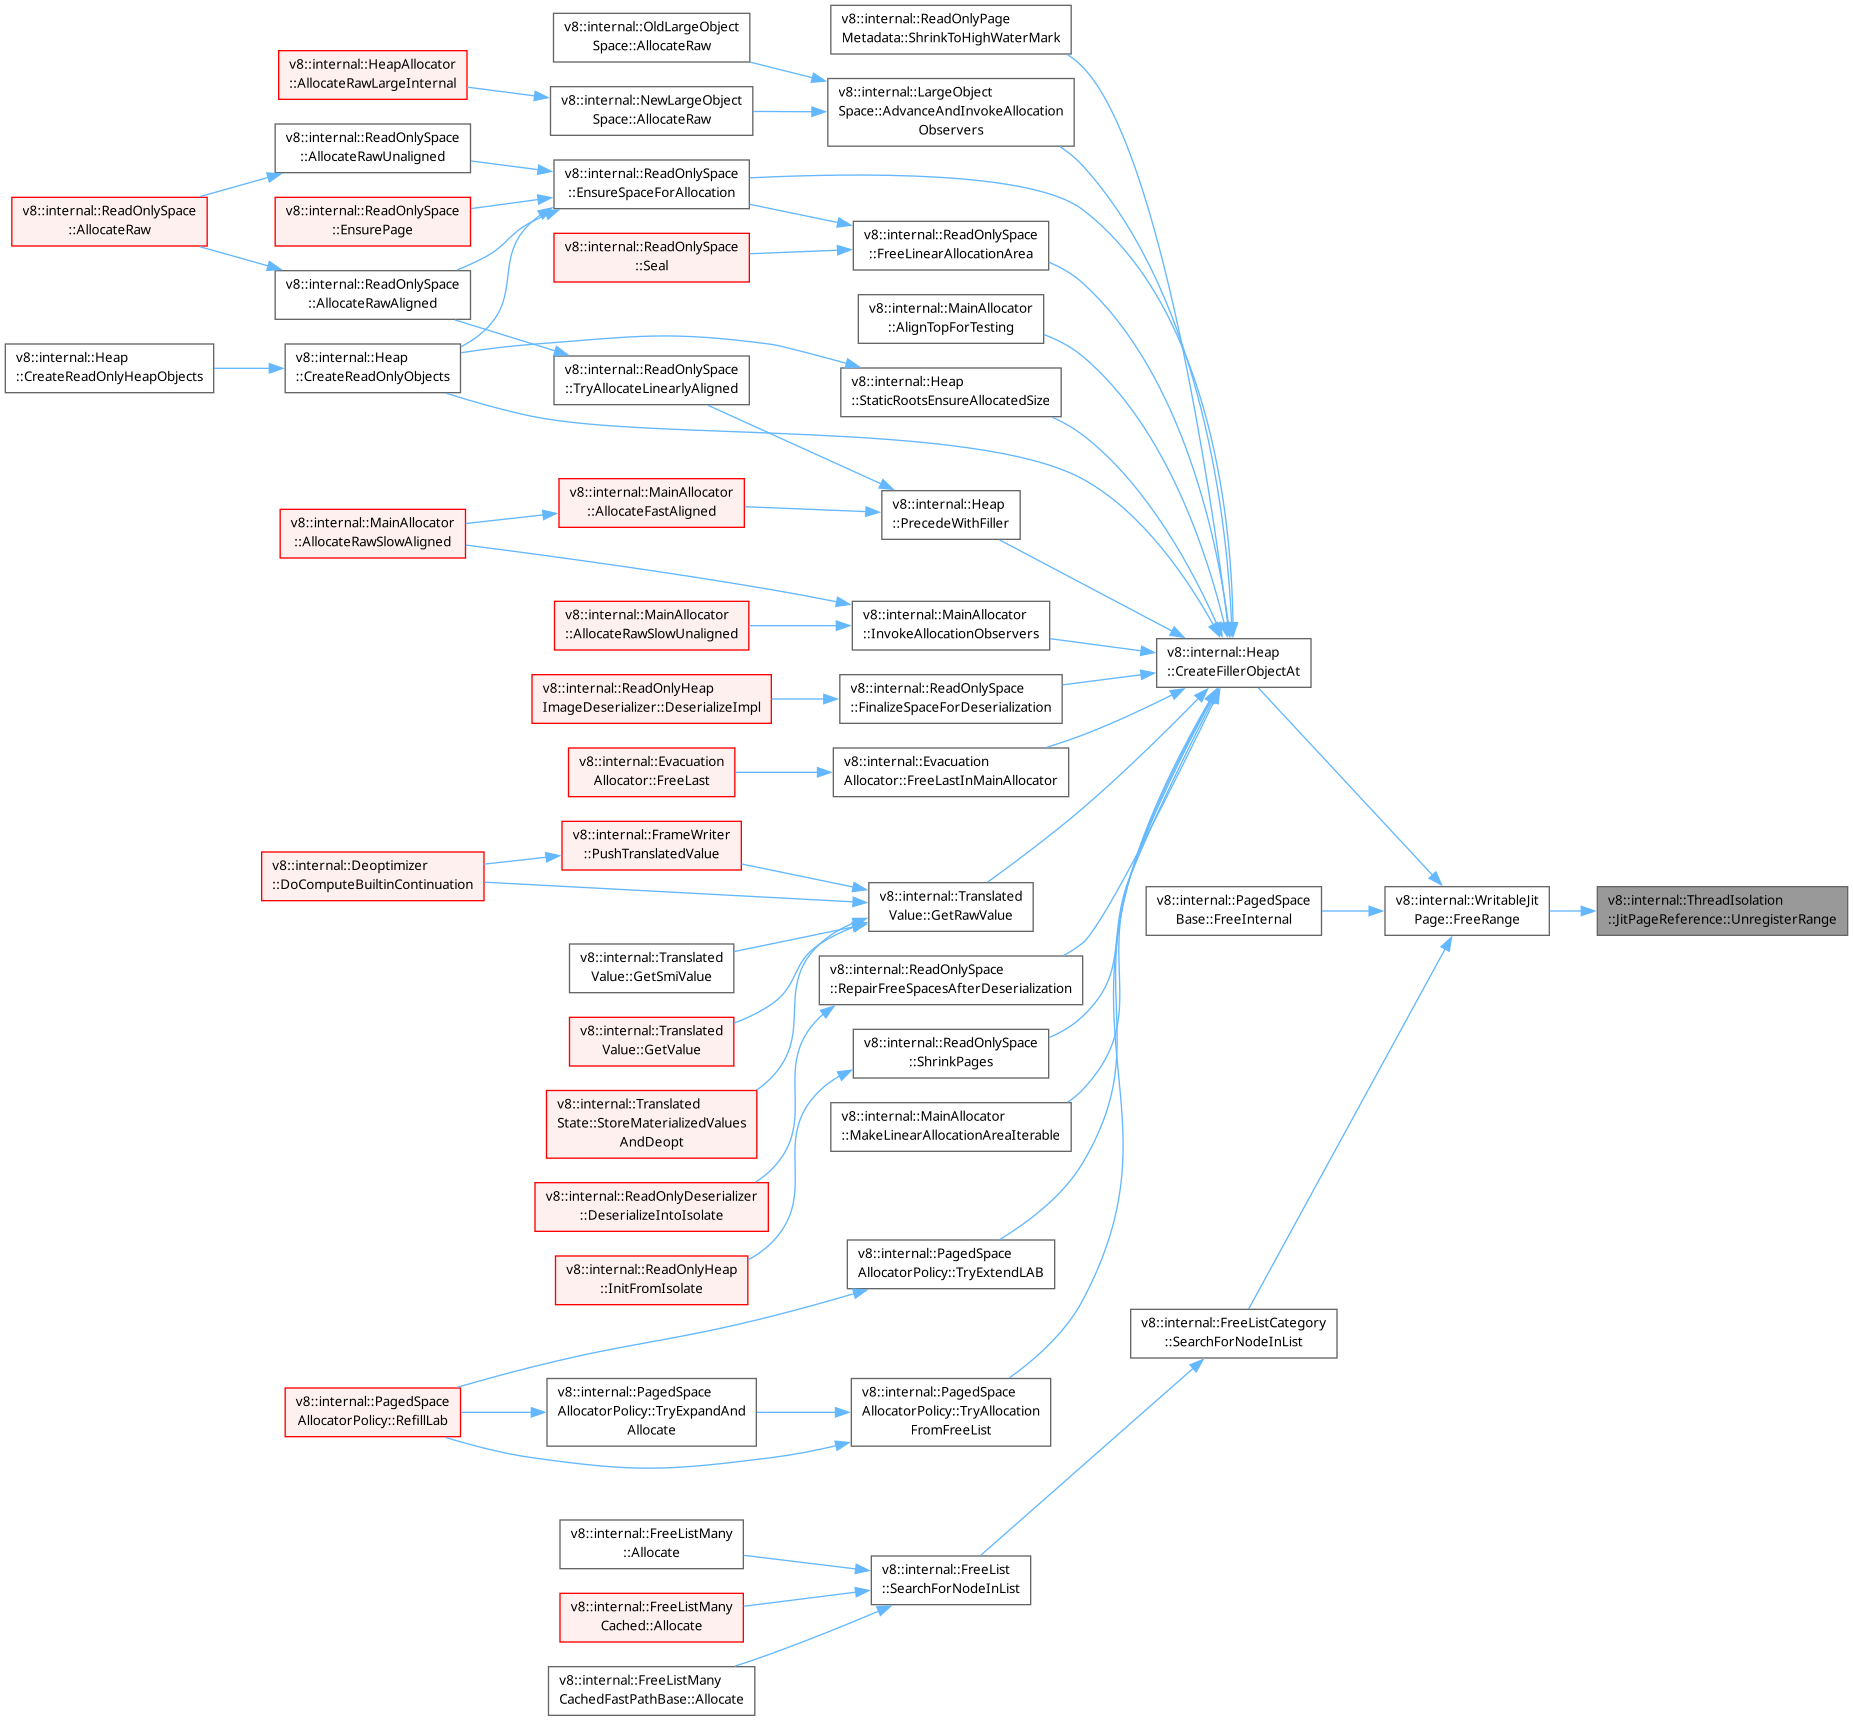 v8::internal::ReadOnlyPage
Metadata::ShrinkToHighWaterMark
v8::internal::OldLargeObject
Space::AllocateRaw
v8::internal::HeapAllocator
::AllocateRawLargeInternal
v8::internal::NewLargeObject
Space::AllocateRaw
v8::internal::LargeObject
Space::AdvanceAndInvokeAllocation
Observers
v8::internal::ReadOnlySpace
::AllocateRawUnaligned
v8::internal::ReadOnlySpace
::EnsureSpaceForAllocation
v8::internal::ReadOnlySpace
::AllocateRaw
v8::internal::ReadOnlySpace
::EnsurePage
v8::internal::ReadOnlySpace
::Seal
v8::internal::ReadOnlySpace
::FreeLinearAllocationArea
v8::internal::ReadOnlySpace
::AllocateRawAligned
v8::internal::MainAllocator
::AlignTopForTesting
v8::internal::Heap
::CreateReadOnlyHeapObjects
v8::internal::Heap
::CreateReadOnlyObjects
v8::internal::ReadOnlySpace
::TryAllocateLinearlyAligned
v8::internal::Heap
::StaticRootsEnsureAllocatedSize
v8::internal::MainAllocator
::AllocateRawSlowAligned
v8::internal::MainAllocator
::AllocateFastAligned
v8::internal::Heap
::PrecedeWithFiller
v8::internal::MainAllocator
::AllocateRawSlowUnaligned
v8::internal::MainAllocator
::InvokeAllocationObservers
v8::internal::Heap
::CreateFillerObjectAt
v8::internal::ReadOnlyHeap
ImageDeserializer::DeserializeImpl
v8::internal::ReadOnlySpace
::FinalizeSpaceForDeserialization
v8::internal::Evacuation
Allocator::FreeLast
v8::internal::Evacuation
Allocator::FreeLastInMainAllocator
v8::internal::Deoptimizer
::DoComputeBuiltinContinuation
v8::internal::FrameWriter
::PushTranslatedValue
v8::internal::Translated
Value::GetRawValue
v8::internal::PagedSpace
Base::FreeInternal
v8::internal::WritableJit
Page::FreeRange
v8::internal::ThreadIsolation
::JitPageReference::UnregisterRange
v8::internal::Translated
Value::GetSmiValue
v8::internal::ReadOnlySpace
::RepairFreeSpacesAfterDeserialization
v8::internal::Translated
Value::GetValue
v8::internal::ReadOnlySpace
::ShrinkPages
v8::internal::Translated
State::StoreMaterializedValues
AndDeopt
v8::internal::MainAllocator
::MakeLinearAllocationAreaIterable
v8::internal::ReadOnlyDeserializer
::DeserializeIntoIsolate
v8::internal::ReadOnlyHeap
::InitFromIsolate
v8::internal::PagedSpace
AllocatorPolicy::TryExtendLAB
v8::internal::FreeListCategory
::SearchForNodeInList
v8::internal::PagedSpace
AllocatorPolicy::RefillLab
v8::internal::PagedSpace
AllocatorPolicy::TryExpandAnd
Allocate
v8::internal::PagedSpace
AllocatorPolicy::TryAllocation
FromFreeList
v8::internal::FreeListMany
::Allocate
v8::internal::FreeList
::SearchForNodeInList
v8::internal::FreeListMany
Cached::Allocate
v8::internal::FreeListMany
CachedFastPathBase::Allocate